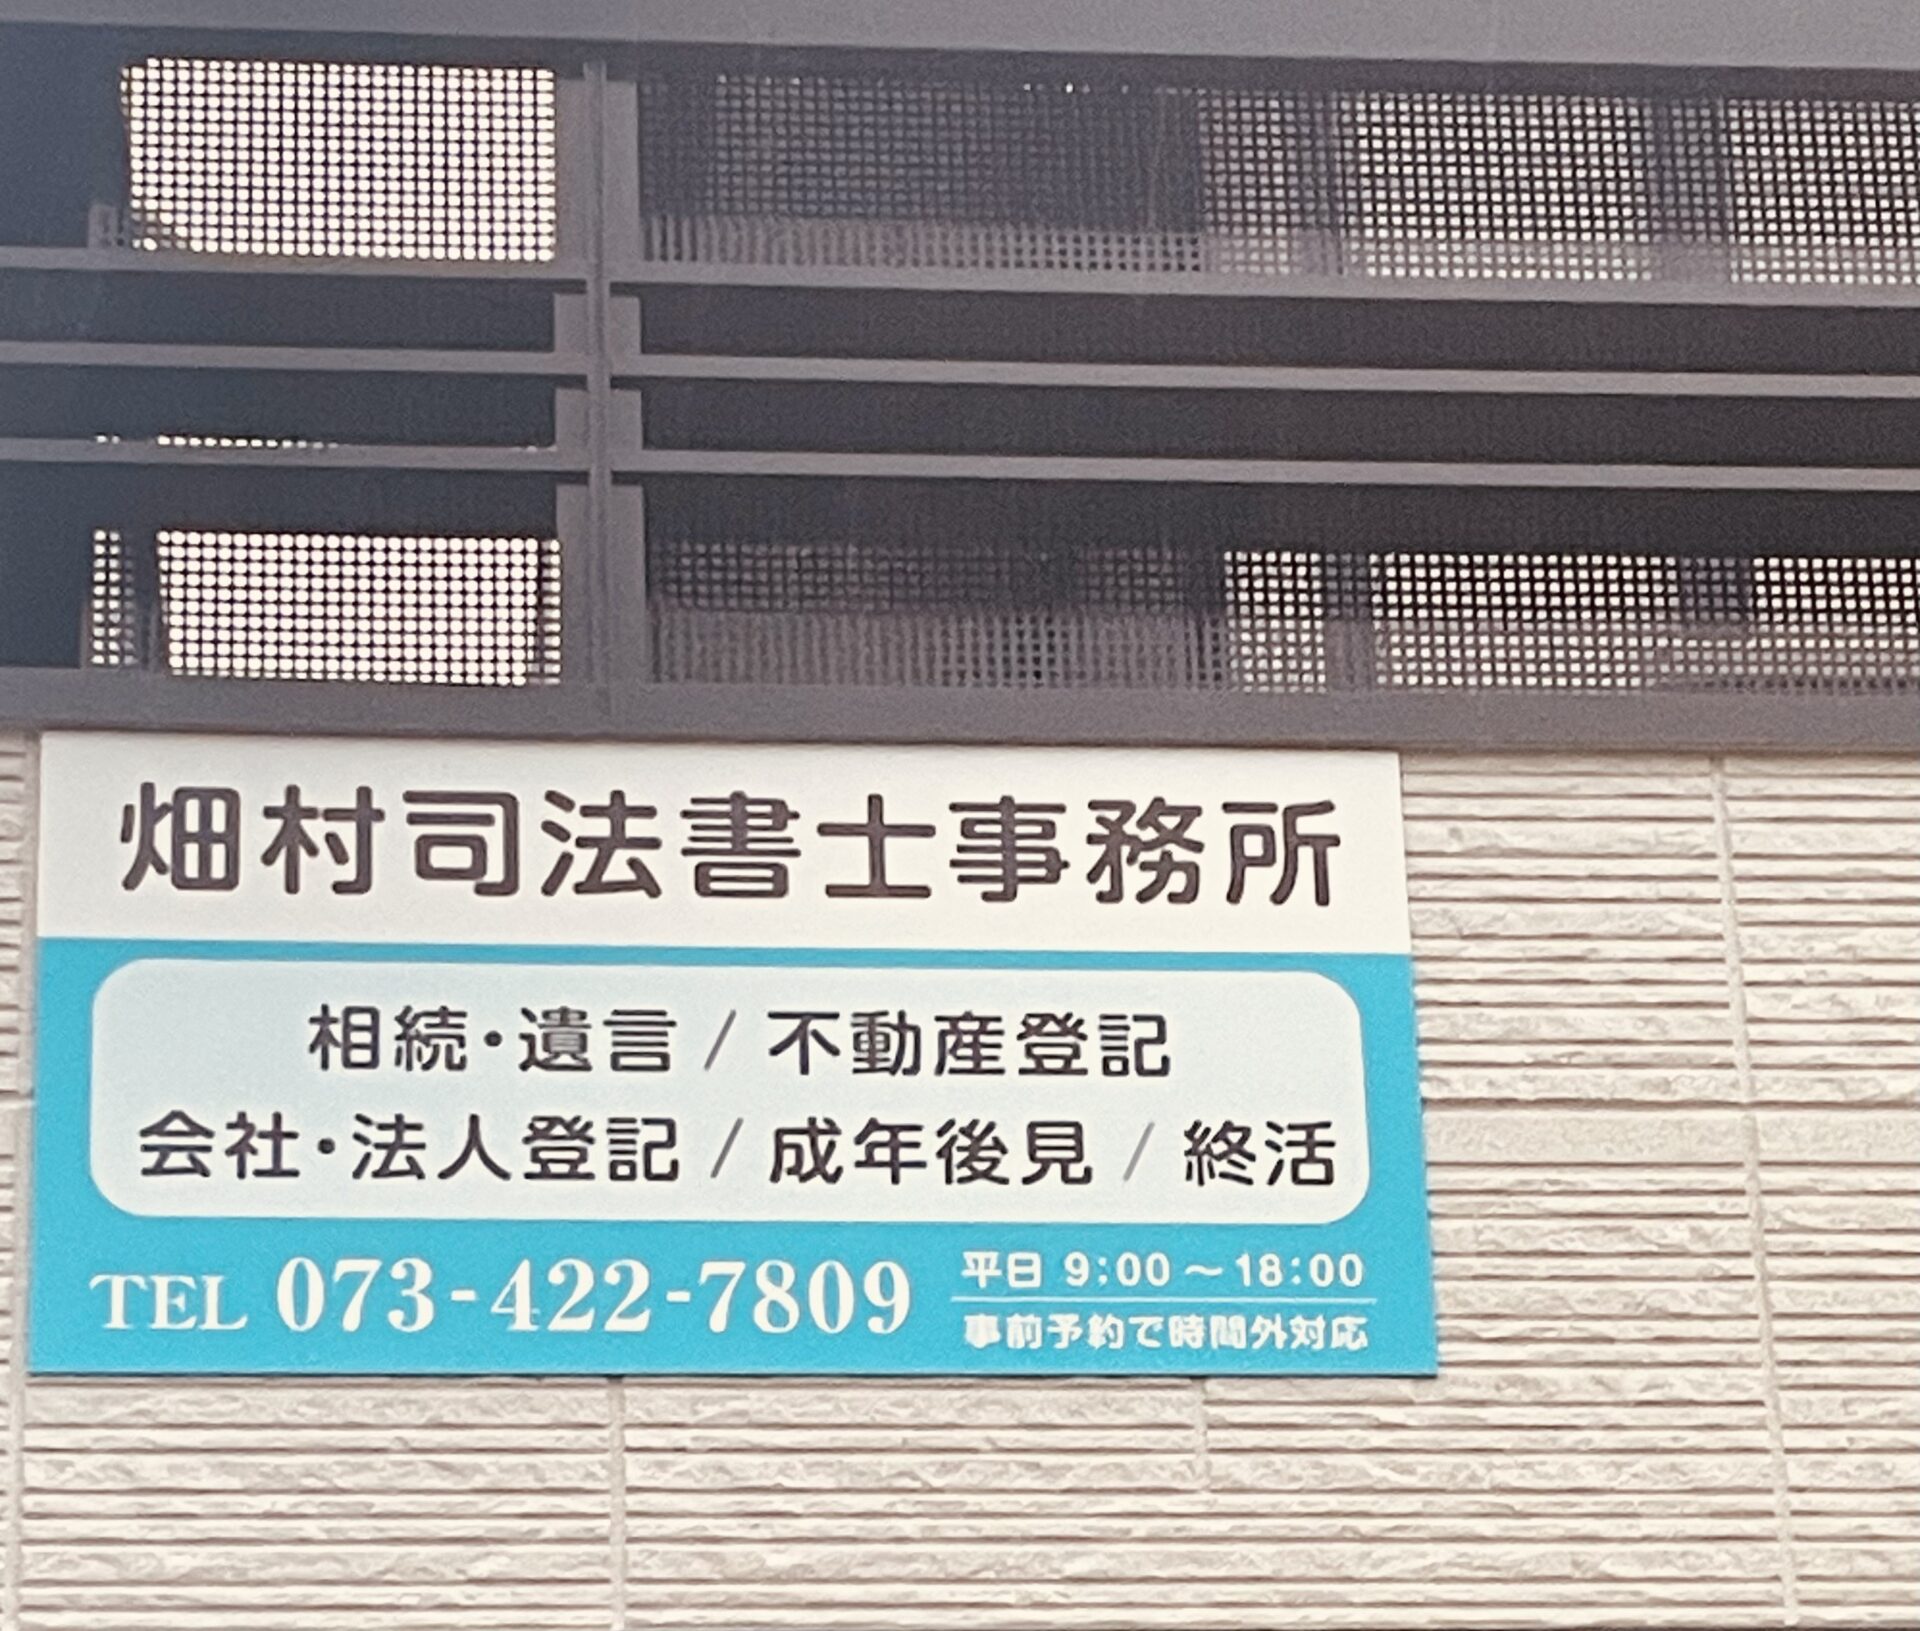 畑村司法書士事務所
相続・遺言 / 不動産登記
会社・法人登記 / 成年後見 / 終活
TEL 073-422-7809
平日 9:00～18:00
事前予約で時間外対応